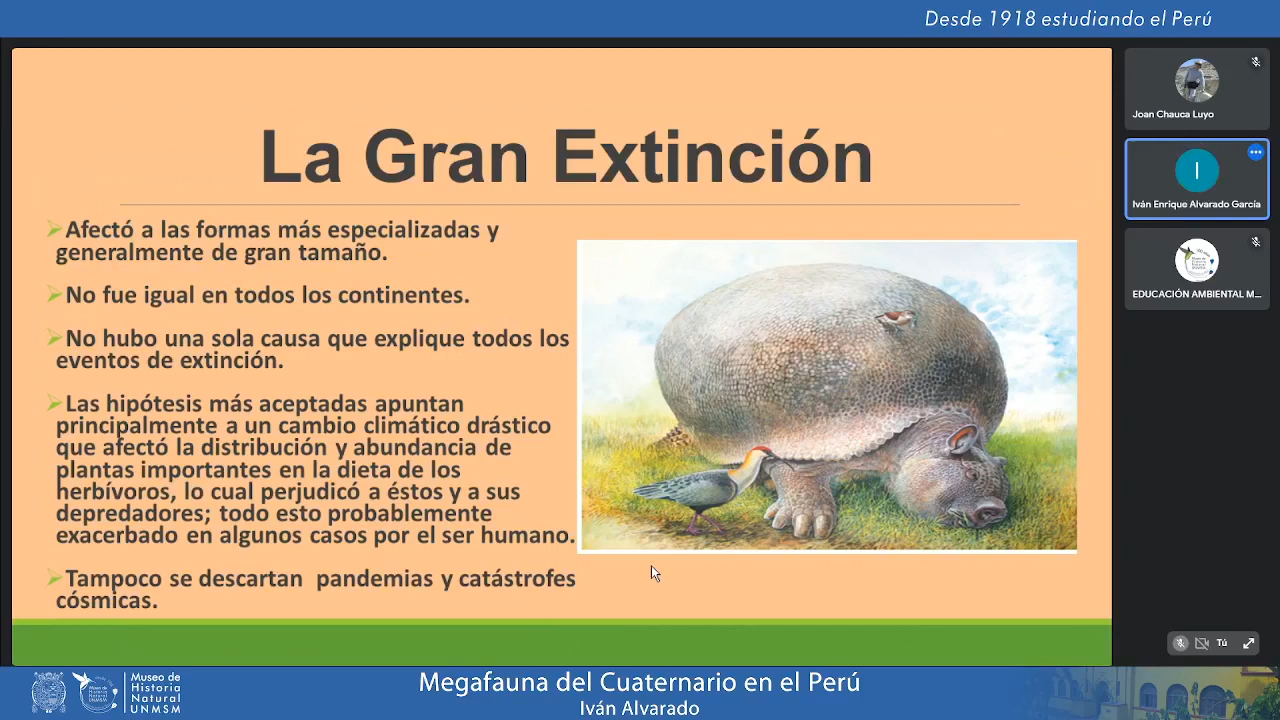 Desde 1918 estudiando el Perú
La Gran Extinción
Afectó a las formas más especializadas y
generalmente de gran tamaño.
No fue igual en todos los continentes.
No hubo una sola causa que explique todos los
eventos de extinción.
Las hipótesis más aceptadas apuntan
principalmente a un cambio climático drástico
que afectó la distribución y abundancia de
plantas importantes en la dieta de los
herbívoros, lo cual perjudicó a éstos y a sus
depredadores; todo esto probablemente
exacerbado en algunos casos por el ser humano.
Tampoco se descartan  pandemias y catástrofes
cósmicas.
Joan Chauca Luyo
I
Iván Enrique Alvarado García
EDUCACIÓN AMBIENTAL M...
Tú
Museo de
Historia
Natural
UNMSM
Megafauna del Cuaternario en el Perú
Iván Alvarado